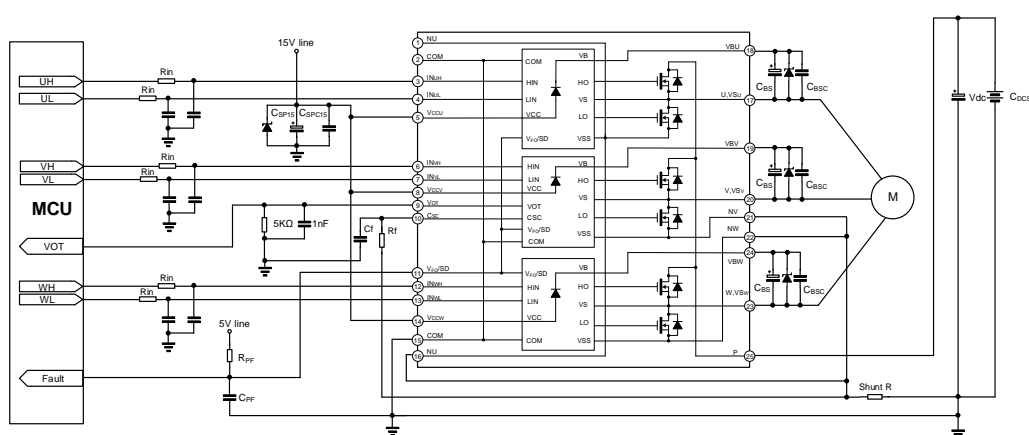 MCU
UH
UL
VH
VL
VOT
WH
WL
Fault
Rin
Rin
Rin
Rin
Rin
Rin
15V line
CSP15
CSPC15
5KΩ
1nF
Cf
Rf
5V line
RPF
CPF
1 NU
2 COM
3 INUH
4 INUL
5 VCCU
6 INVH
7 INVL
8 VCCV
9 VOT
10 CSC
11 VFO/SD
12 INWH
13 INWL
14 VCCW
15 COM
16 NU
COM VB
HIN HO
LIN VS
VCC LO
VFO/SD VSS
VB
HIN HO
LIN
VCC VS
VOT
CSC LO
VFO/SD
COM VSS
VFO/SD VB
HIN HO
LIN VS
VCC LO
COM VSS
VBU 18
U,VSU 17
VBV 19
V,VSV 20
NV 21
NW 22
VBW 24
W,VSW 23
P 25
CBS CBSC
CBS CBSC
CBS CBSC
M
Vdc
CDCS
Shunt R